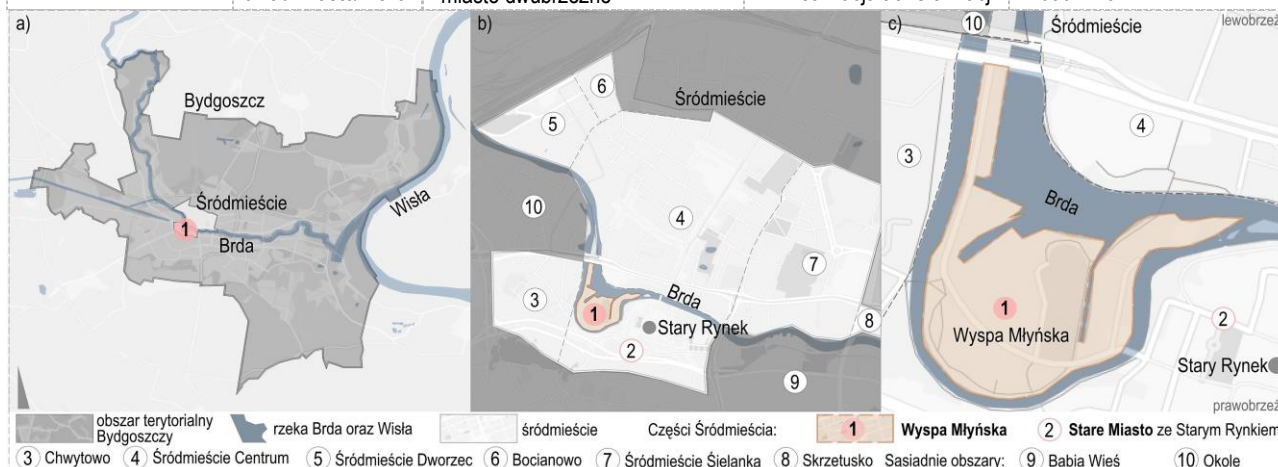 miasto dwubrzeżne
a)
Bydgoszcz
Śródmieście
1
Brda
Wisła
b)
6
5
Śródmieście
10
4
7
3
Brda
1
Stary Rynek
2
8
9
c)
10
Śródmieście
lewobrzeż
3
4
Brda
1
Wyspa Młyńska
2
Stary Rynek
prawobrzeż
obszar terytorialny
Bydgoszczy
rzeka Brda oraz Wisła
śródmieście
Części Śródmieścia:
1 Wyspa Młyńska
2 Stare Miasto ze Starym Rynkiem
3 Chwytowo 4 Śródmieście Centrum 5 Śródmieście Dworzec 6 Bocianowo 7 Śródmieście Śielanka 8 Skrzetusko Sąsiadnie obszary: 9 Babia Wieś 10 Okole